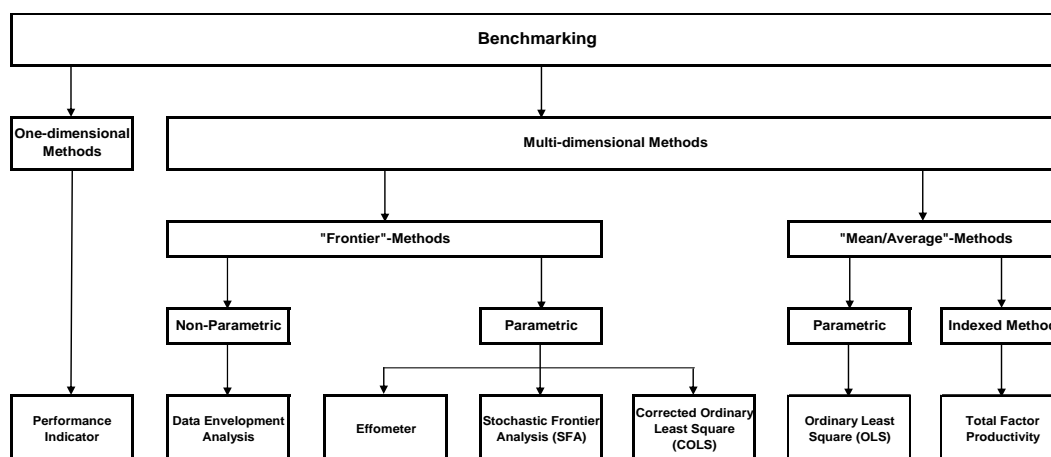 Benchmarking
One-dimensional
Methods
Multi-dimensional Methods
"Frontier"-Methods
"Mean/Average"-Methods
Non-Parametric
Parametric
Parametric
Indexed Method
Performance
Indicator
Data Envelopment
Analysis
Effometer
Stochastic Frontier
Analysis (SFA)
Corrected Ordinary
Least Square
(COLS)
Ordinary Least
Square (OLS)
Total Factor
Productivity